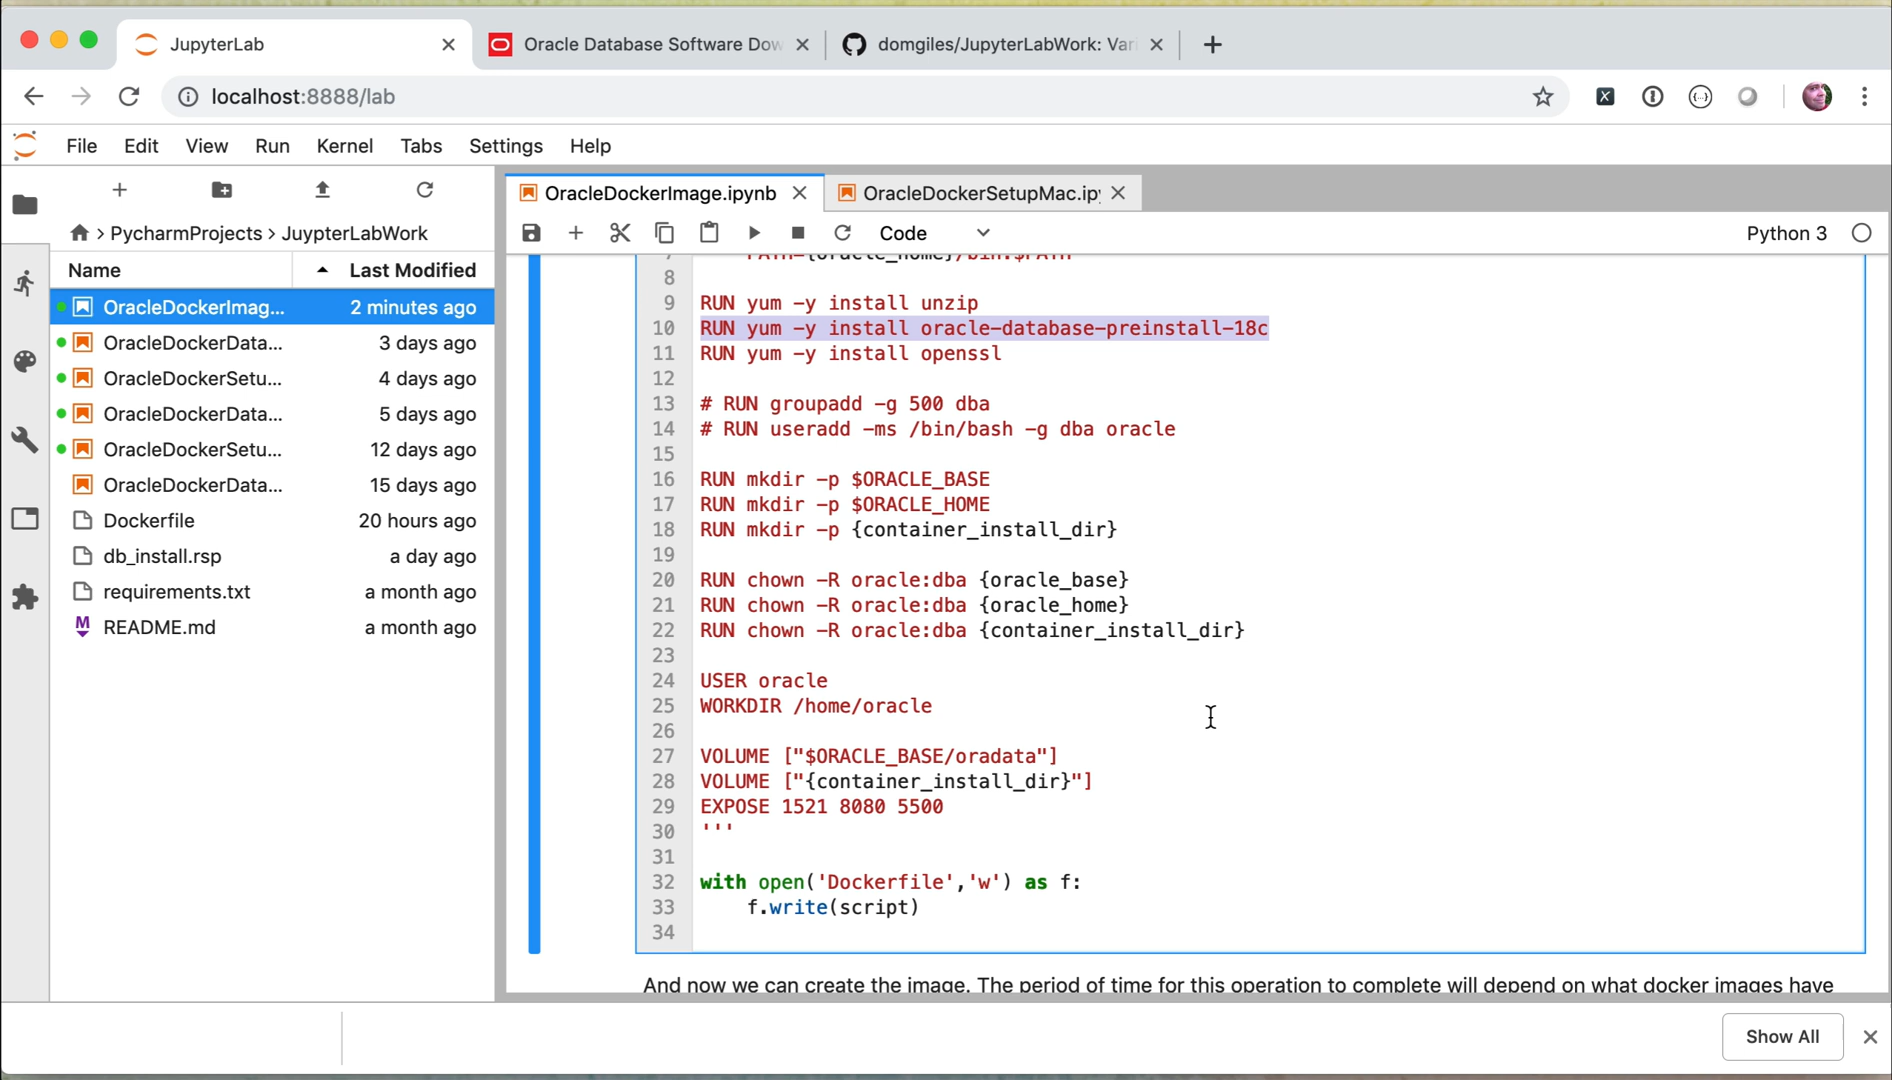 JupyterLab
Oracle Database Software Dow
domgiles/JupyterLabWork: Vari
localhost:8888/lab
File Edit View Run Kernel Tabs Settings Help
OracleDockerImage.ipynb
OracleDockerSetupMac.ipy
Code
Python 3
PycharmProjects > JuypterLabWork
Name Last Modified
OracleDockerImag... 2 minutes ago
OracleDockerData... 3 days ago
OracleDockerSetu... 4 days ago
OracleDockerData... 5 days ago
OracleDockerSetu... 12 days ago
OracleDockerData... 15 days ago
Dockerfile 20 hours ago
db_install.rsp a day ago
requirements.txt a month ago
M README.md a month ago
7 PATH={oracle_home}/bin:$PATH
8
9 RUN yum -y install unzip
10 RUN yum -y install oracle-database-preinstall-18c
11 RUN yum -y install openssl
12
13 # RUN groupadd -g 500 dba
14 # RUN useradd -ms /bin/bash -g dba oracle
15
16 RUN mkdir -p $ORACLE_BASE
17 RUN mkdir -p $ORACLE_HOME
18 RUN mkdir -p {container_install_dir}
19
20 RUN chown -R oracle:dba {oracle_base}
21 RUN chown -R oracle:dba {oracle_home}
22 RUN chown -R oracle:dba {container_install_dir}
23
24 USER oracle
25 WORKDIR /home/oracle
26
27 VOLUME ["$ORACLE_BASE/oradata"]
28 VOLUME ["{container_install_dir}"]
29 EXPOSE 1521 8080 5500
30 '''
31
32 with open('Dockerfile','w') as f:
33 f.write(script)
34
And now we can create the image. The period of time for this operation to complete will depend on what docker images have
Show All